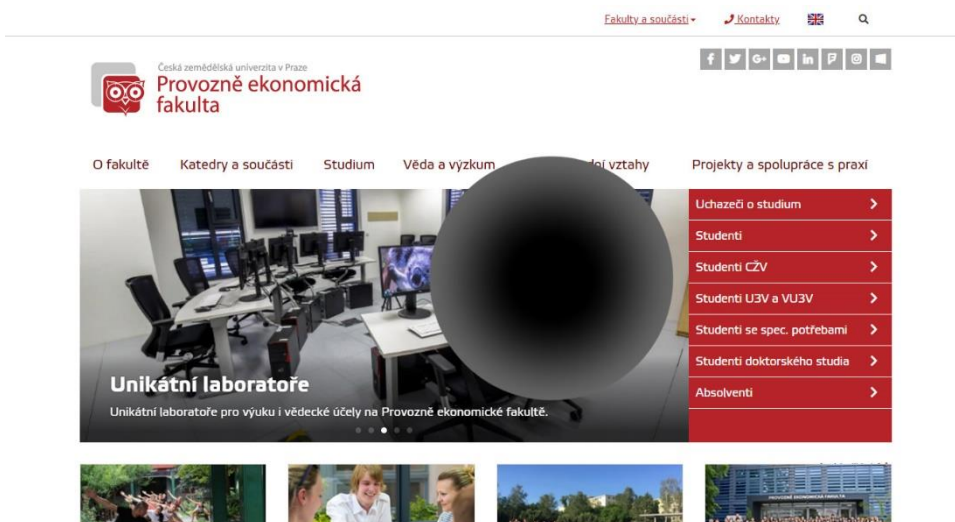 Fakulty a součásti
Kontakty
Česká zemědělská univerzita v Praze
Provozně ekonomická
fakulta
O fakultě Katedry a součásti Studium Věda a výzkum vztahy Projekty a spolupráce s praxí
Uchazeči o studium
Studenti
Studenti CŽV
Studenti U3V a VU3V
Studenti se spec. potřebami
Studenti doktorského studia
Absolventi
Unikátní laboratoře
Unikátní laboratoře pro výuku i vědecké účely na Provozně ekonomické fakultě.
PROVOZNĚ EKONOMICKÁ FAKULTA